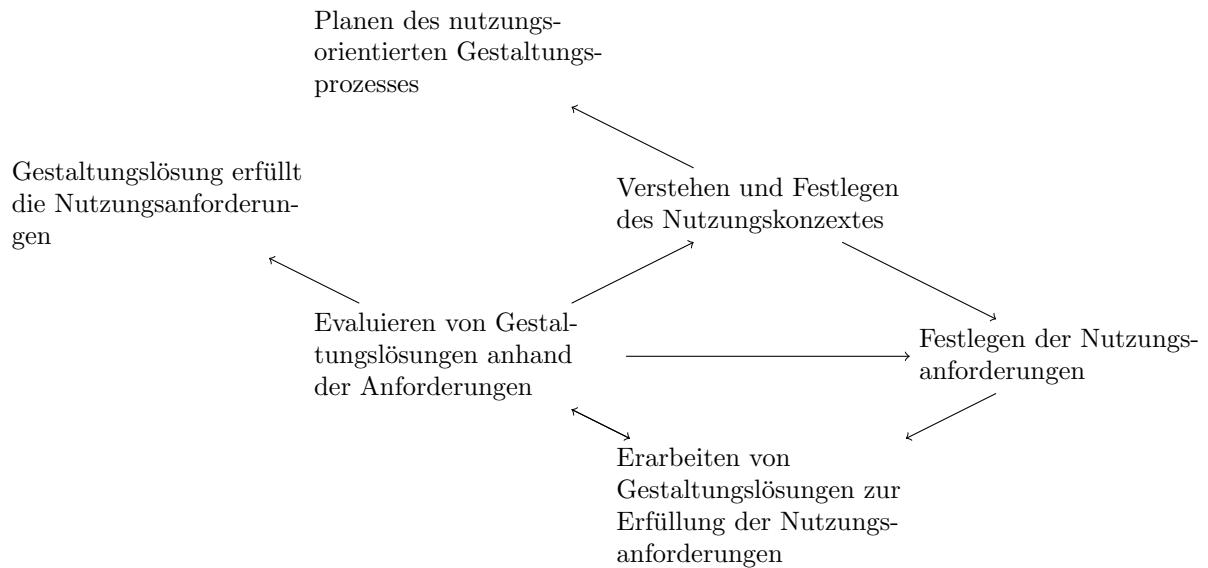 Planen des nutzungs-
orientierten Gestaltungs-
prozesses
Gestaltungslösung erfüllt
die Nutzungsanforderun-
gen
Verstehen und Festlegen
des Nutzungskonzextes
Evaluieren von Gestal-
tungslösungen anhand
der Anforderungen
Festlegen der Nutzungs-
anforderungen
Erarbeiten von
Gestaltungslösungen zur
Erfüllung der Nutzungs-
anforderungen